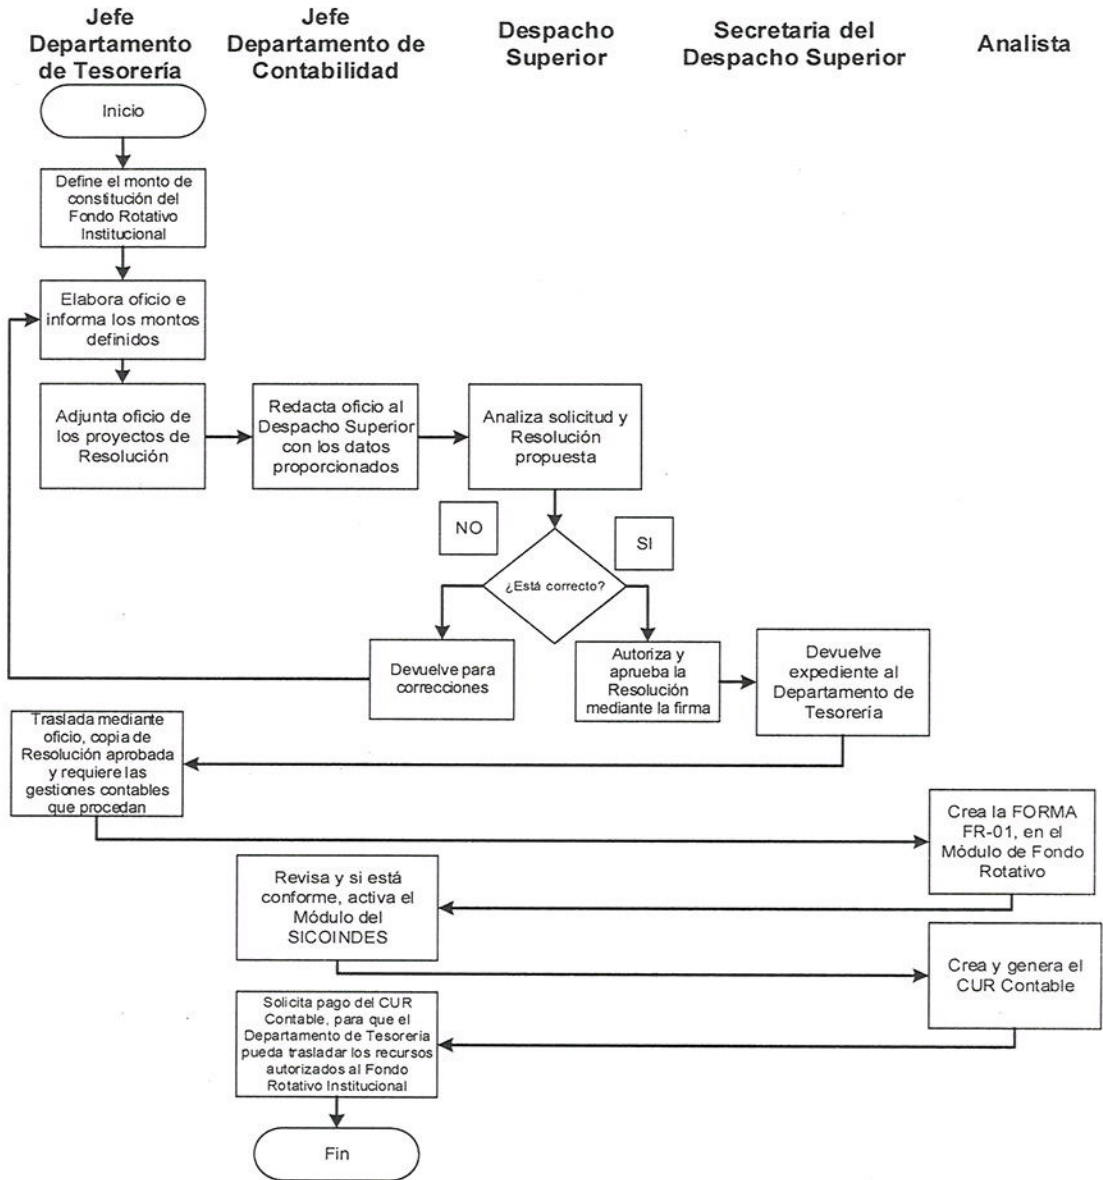 Jefe
Departamento
de Tesorería
Jefe
Departamento de
Contabilidad
Despacho
Superior
Secretaria del
Despacho Superior
Analista
Inicio
Define el monto de
constitución del
Fondo Rotativo
Institucional
Elabora oficio e
informa los montos
definidos
Adjunta oficio de
los proyectos de
Resolución
Redacta oficio al
Despacho Superior
con los datos
proporcionados
Analiza solicitud y
Resolución
propuesta
NO
SI
¿Está correcto?
Devuelve para
correcciones
Autoriza y
aprueba la
Resolución
mediante la firma
Devuelve
expediente al
Departamento de
Tesorería
Traslada mediante
oficio, copia de
Resolución aprobada
y requiere las
gestiones contables
que procedan
Crea la FORMA
FR-01, en el
Módulo de Fondo
Rotativo
Revisa y si está
conforme, activa el
Módulo del
SICOINDES
Crea y genera el
CUR Contable
Solicita pago del CUR
Contable, para que el
Departamento de Tesorería
pueda trasladar los recursos
autorizados al Fondo
Rotativo Institucional
Fin